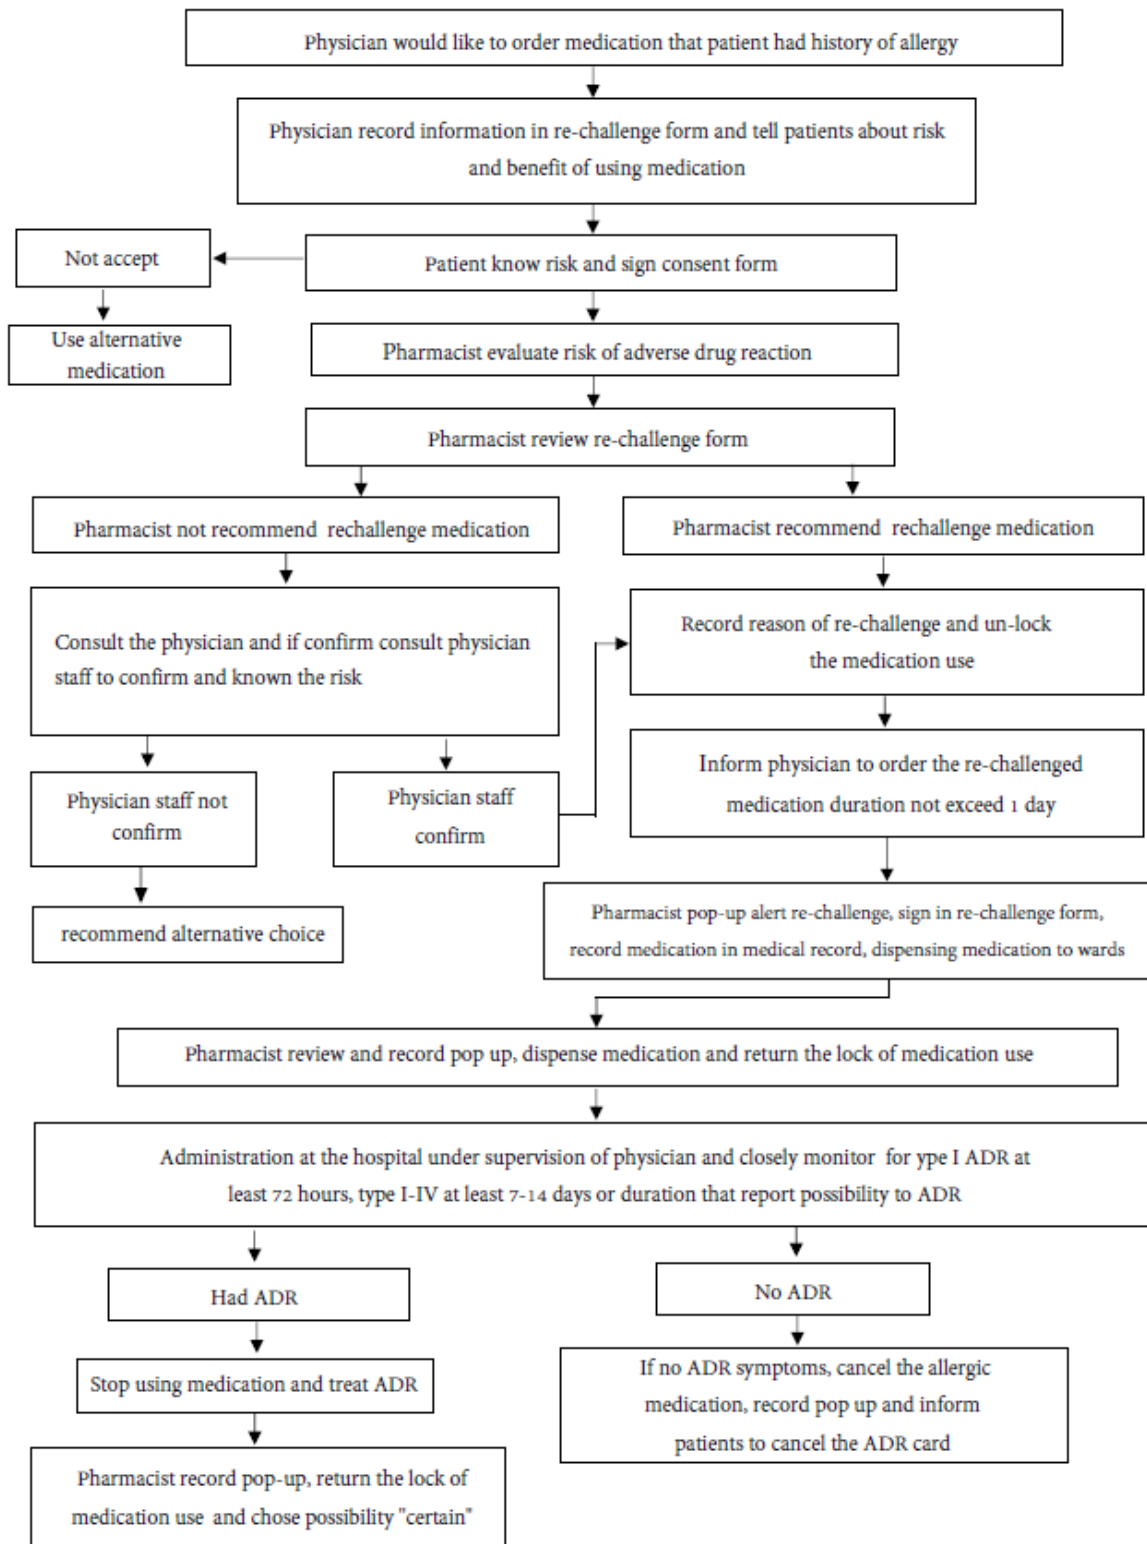 Physician would like to order medication that patient had history of allergy
Physician record information in re-challenge form and tell patients about risk
and benefit of using medication
Not accept
Patient know risk and sign consent form
Use alternative
medication
Pharmacist evaluate risk of adverse drug reaction
Pharmacist review re-challenge form
Pharmacist not recommend rechallenge medication
Pharmacist recommend rechallenge medication
Consult the physician and if confirm consult physician
staff to confirm and known the risk
Record reason of re-challenge and un-lock
the medication use
Physician staff not
confirm
Physician staff
confirm
Inform physician to order the re-challenged
medication duration not exceed 1 day
recommend alternative choice
Pharmacist pop-up alert re-challenge, sign in re-challenge form,
record medication in medical record, dispensing medication to wards
Pharmacist review and record pop up, dispense medication and return the lock of medication use
Administration at the hospital under supervision of physician and closely monitor for ype I ADR at
least 72 hours, type I-IV at least 7-14 days or duration that report possibility to ADR
Had ADR
No ADR
Stop using medication and treat ADR
If no ADR symptoms, cancel the allergic
medication, record pop up and inform
patients to cancel the ADR card
Pharmacist record pop-up, return the lock of
medication use and chose possibility "certain"